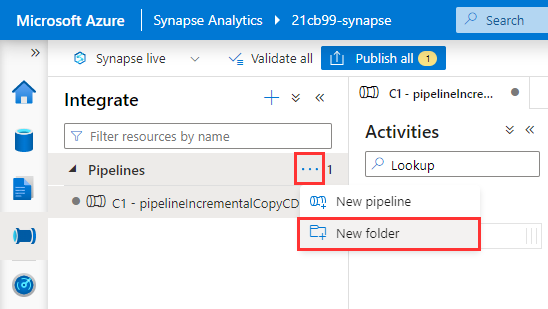 Microsoft Azure Synapse Analytics 21cb99-synapse Search
Synapse live Validate all Publish all 1
Integrate
C1 - pipelineIncre...
Filter resources by name
Activities
Pipelines 1
Lookup
C1 - pipelineIncrementalCopyCD
New pipeline
New folder